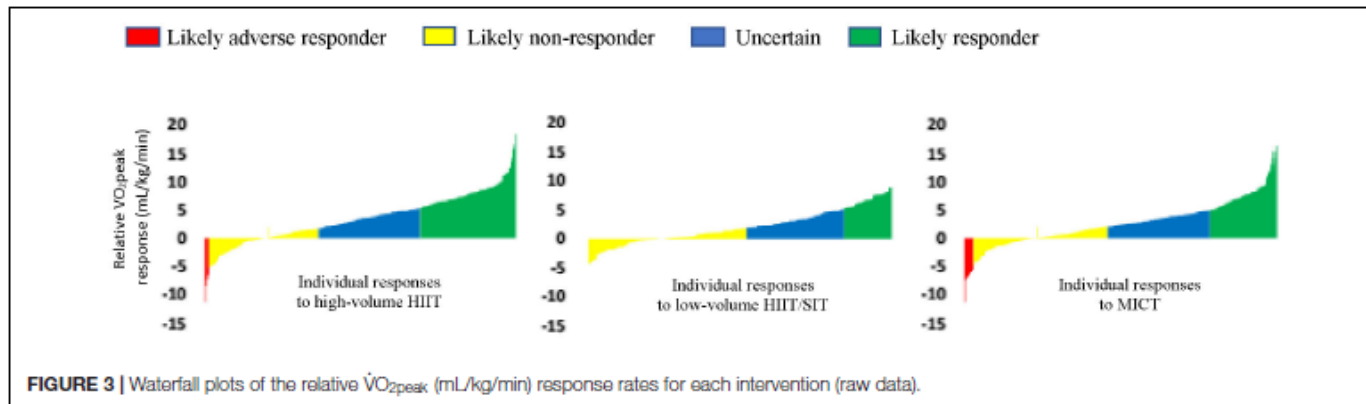 Likely adverse responder
Likely non-responder
Uncertain
Likely responder
Relative VO₂peak
response (mL/kg/min)
20
15
10
5
0
-5
-10
-15
Individual responses
to high-volume HIIT
20
15
10
5
0
-5
-10
-15
Individual responses
to low-volume HIIT/SIT
20
15
10
5
0
-5
-10
-15
Individual responses
to MICT
FIGURE 3 | Waterfall plots of the relative V̇O₂peak (mL/kg/min) response rates for each intervention (raw data).